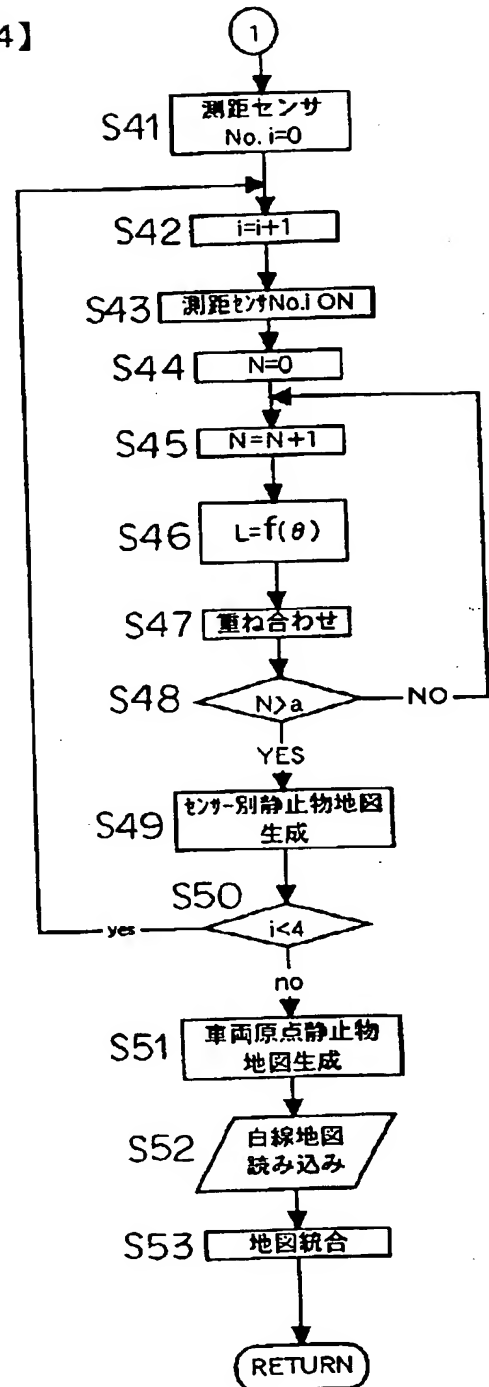 4】
1
S41
測距センサ
No. i=0
S42
i=i+1
S43
測距センサNo.i ON
S44
N=0
S45
N=N+1
S46
L=f(θ)
S47
重ね合わせ
S48
N>a
NO
YES
S49
センサー別静止物地図
生成
S50
i<4
yes
no
S51
車両原点静止物
地図生成
S52
白線地図
読み込み
S53
地図統合
RETURN